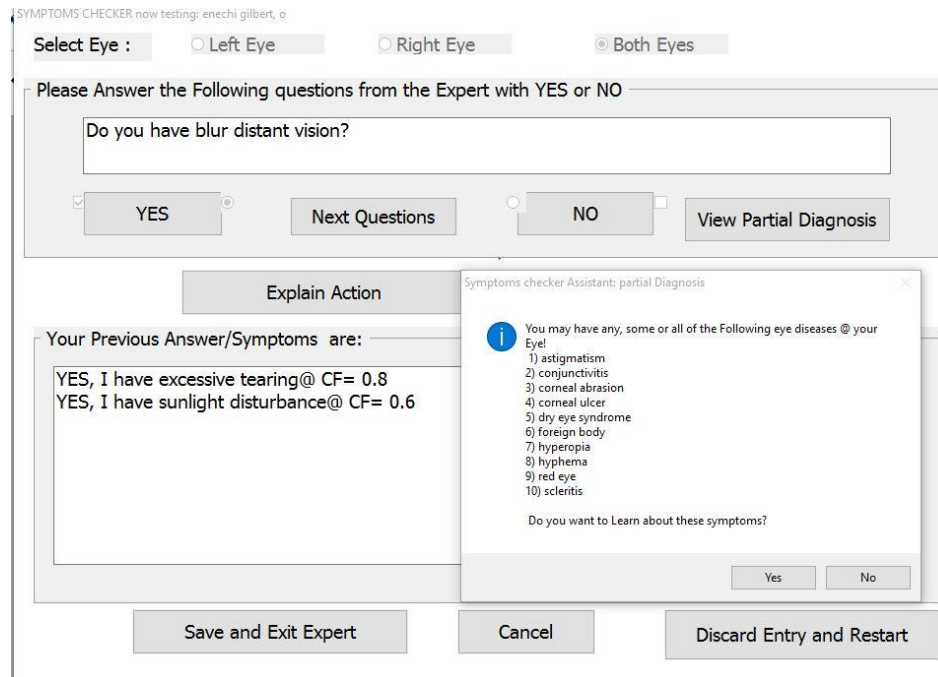 SYMPTOMS CHECKER now testing: enechi gilbert, o
Select Eye : Left Eye Right Eye Both Eyes
Please Answer the Following questions from the Expert with YES or NO
Do you have blur distant vision?
YES Next Questions NO View Partial Diagnosis
Explain Action
Your Previous Answer/Symptoms are:
YES, I have excessive tearing@ CF= 0.8
YES, I have sunlight disturbance@ CF= 0.6
Symptoms checker Assistant: partial Diagnosis
You may have any, some or all of the Following eye diseases @ your
Eye!
1) astigmatism
2) conjunctivitis
3) corneal abrasion
4) corneal ulcer
5) dry eye syndrome
6) foreign body
7) hyperopia
8) hyphema
9) red eye
10) scleritis
Do you want to Learn about these symptoms?
Yes No
Save and Exit Expert Cancel Discard Entry and Restart